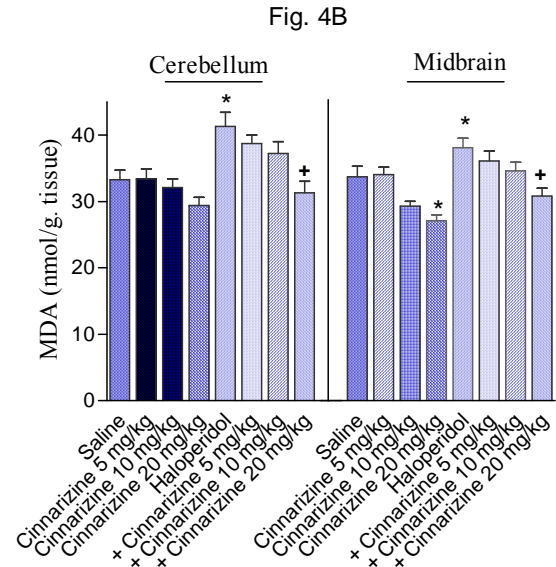 Fig. 4B
Cerebellum
Midbrain
MDA (nmol/g. tissue)
40
30
20
10
0
*
+
*
*
+
Saline
Cinnarizine 5 mg/kg
Cinnarizine 10 mg/kg
Cinnarizine 20 mg/kg
Haloperidol
+ Cinnarizine 5 mg/kg
+ Cinnarizine 10 mg/kg
+ Cinnarizine 20 mg/kg
Saline
Cinnarizine 5 mg/kg
Cinnarizine 10 mg/kg
Cinnarizine 20 mg/kg
Haloperidol
+ Cinnarizine 5 mg/kg
+ Cinnarizine 10 mg/kg
+ Cinnarizine 20 mg/kg